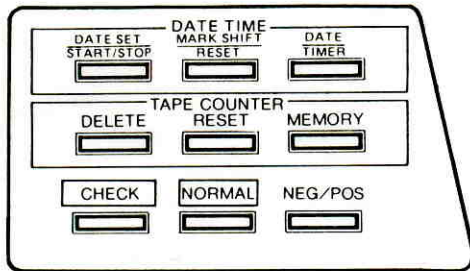 DATE TIME
DATE SET MARK SHIFT DATE
START/STOP RESET TIMER
TAPE COUNTER
DELETE RESET MEMORY
CHECK NORMAL NEG/POS